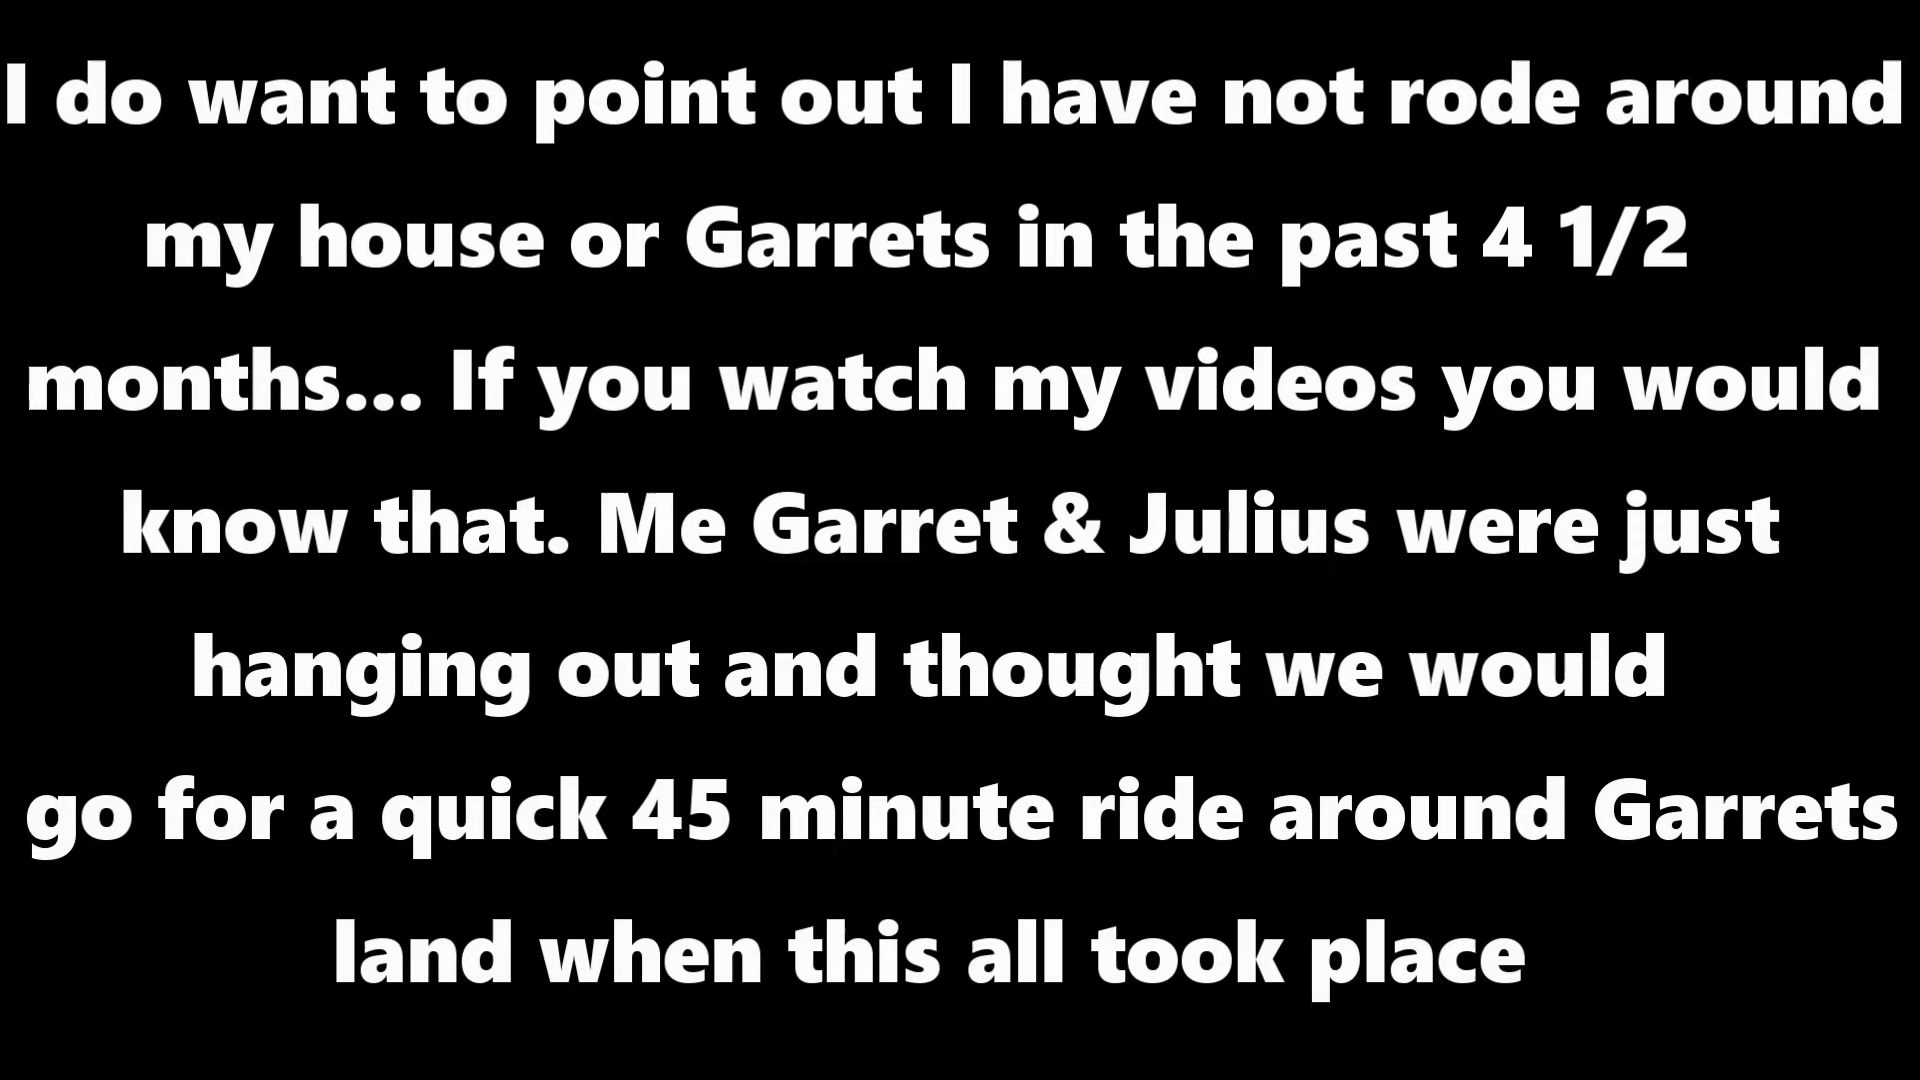 I do want to point out I have not rode around
my house or Garrets in the past 4 1/2
months... If you watch my videos you would
know that. Me Garret & Julius were just
hanging out and thought we would
go for a quick 45 minute ride around Garrets
land when this all took place